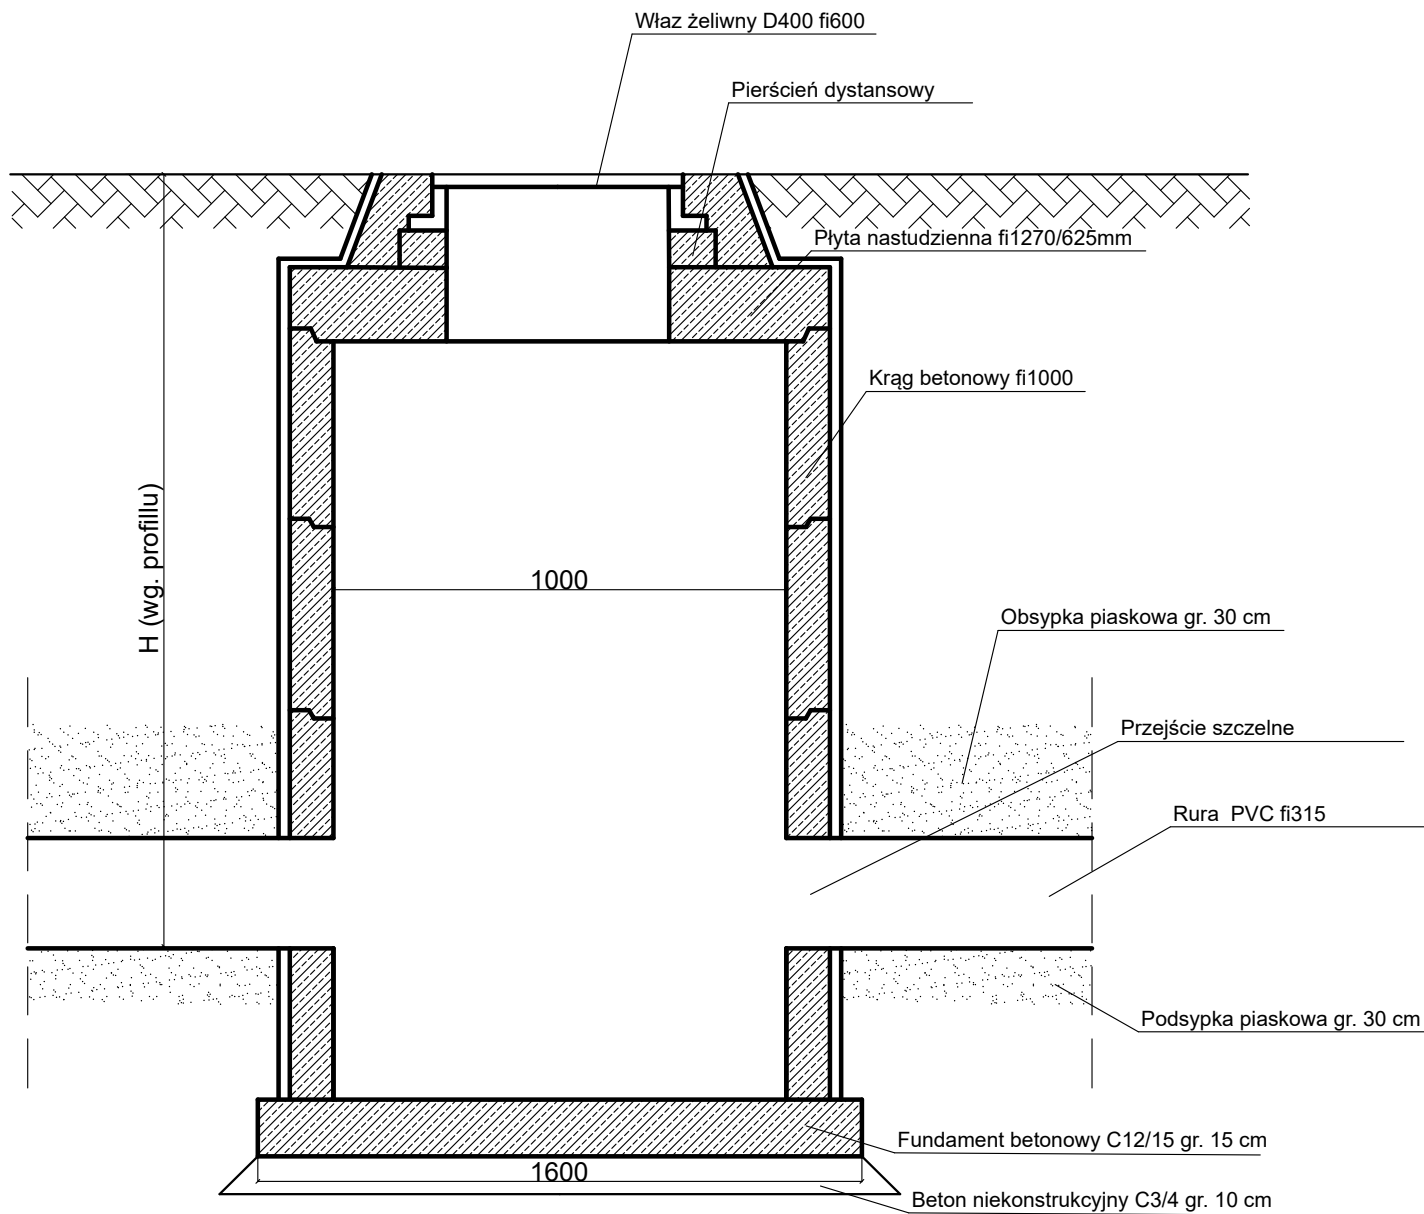 Właz żeliwny D400 fi600
Pierścień dystansowy
Płyta nastudzienna fi1270/625mm
Krąg betonowy fi1000
H (wg. profillu)
1000
Obsypka piaskowa gr. 30 cm
Przejście szczelne
Rura PVC fi315
Podsypka piaskowa gr. 30 cm
Fundament betonowy C12/15 gr. 15 cm
1600
Beton niekonstrukcyjny C3/4 gr. 10 cm